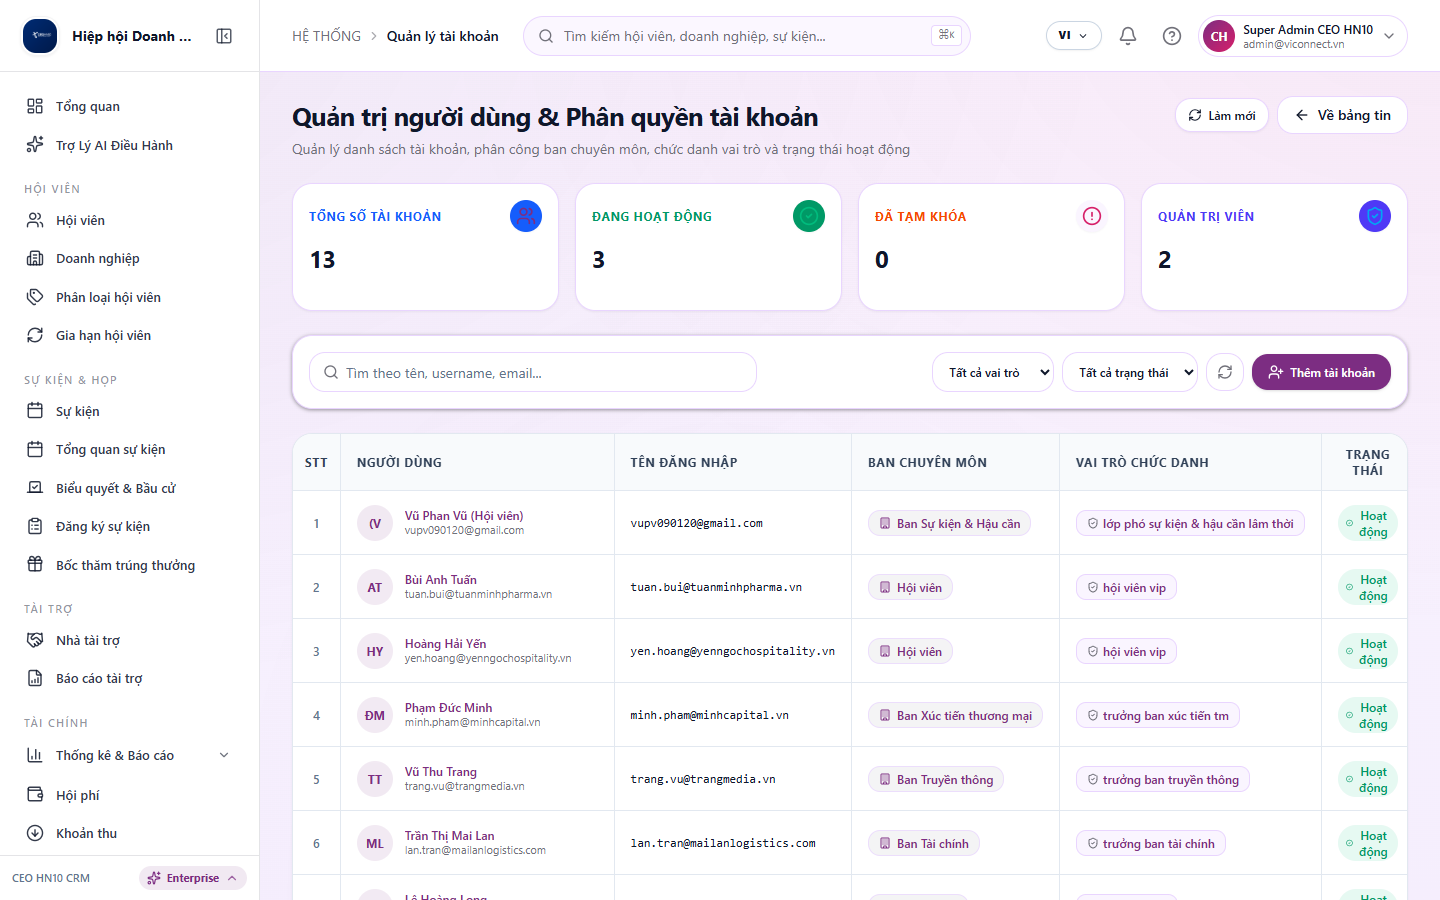 Hiệp hội Doanh ...
HỆ THỐNG > Quản lý tài khoản
Tìm kiếm hội viên, doanh nghiệp, sự kiện...
⌘K
VI
CH
Super Admin CEO HN10
admin@viconnect.vn
Tổng quan
Trợ Lý AI Điều Hành
HỘI VIÊN
Hội viên
Doanh nghiệp
Phân loại hội viên
Gia hạn hội viên
SỰ KIỆN & HỌP
Sự kiện
Tổng quan sự kiện
Biểu quyết & Bầu cử
Đăng ký sự kiện
Bốc thăm trúng thưởng
TÀI TRỢ
Nhà tài trợ
Báo cáo tài trợ
TÀI CHÍNH
Thống kê & Báo cáo
Hội phí
Khoản thu
CEO HN10 CRM
Enterprise
Quản trị người dùng & Phân quyền tài khoản
Quản lý danh sách tài khoản, phân công ban chuyên môn, chức danh vai trò và trạng thái hoạt động
Làm mới
Về bảng tin
TỔNG SỐ TÀI KHOẢN
13
ĐANG HOẠT ĐỘNG
3
ĐÃ TẠM KHÓA
0
QUẢN TRỊ VIÊN
2
Tìm theo tên, username, email...
Tất cả vai trò
Tất cả trạng thái
Thêm tài khoản
STT
NGƯỜI DÙNG
TÊN ĐĂNG NHẬP
BAN CHUYÊN MÔN
VAI TRÒ CHỨC DANH
TRẠNG
THÁI
1
(V
Vũ Phan Vũ (Hội viên)
vupv090120@gmail.com
vupv090120@gmail.com
Ban Sự kiện & Hậu cần
lớp phó sự kiện & hậu cần lâm thời
Hoạt
động
2
AT
Bùi Anh Tuấn
tuan.bui@tuanminhpharma.vn
tuan.bui@tuanminhpharma.vn
Hội viên
hội viên vip
Hoạt
động
3
HY
Hoàng Hải Yến
yen.hoang@yenngochospitality.vn
yen.hoang@yenngochospitality.vn
Hội viên
hội viên vip
Hoạt
động
4
ĐM
Phạm Đức Minh
minh.pham@minhcapital.vn
minh.pham@minhcapital.vn
Ban Xúc tiến thương mại
trưởng ban xúc tiến tm
Hoạt
động
5
TT
Vũ Thu Trang
trang.vu@trangmedia.vn
trang.vu@trangmedia.vn
Ban Truyền thông
trưởng ban truyền thông
Hoạt
động
6
ML
Trần Thị Mai Lan
lan.tran@mailanlogistics.com
lan.tran@mailanlogistics.com
Ban Tài chính
trưởng ban tài chính
Hoạt
động
Lê Hoàng Long
Hoạt